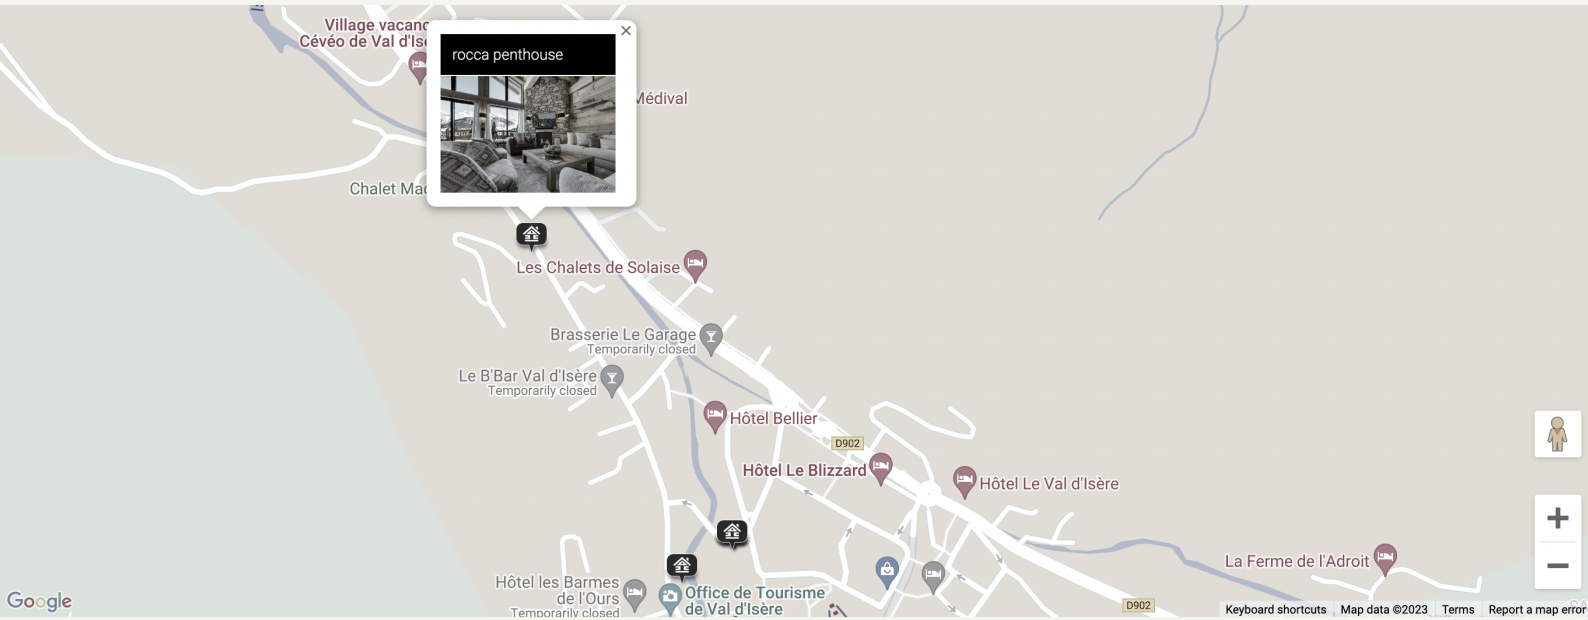 Village vacanc
Cévéo de Val d'Isè
rocca penthouse
Médival
Chalet Mac
Les Chalets de Solaise
Brasserie Le Garage
Temporarily closed
Le B'Bar Val d'Isère
Temporarily closed
Hôtel Bellier
D902
Hôtel Le Blizzard
Hôtel Le Val d'Isère
La Ferme de l'Adroit
Hôtel les Barmes
de l'Ours
Temporarily closed
Office de Tourisme
de Val d'Isère
D902
Google
Keyboard shortcuts
Map data ©2023
Terms
Report a map error